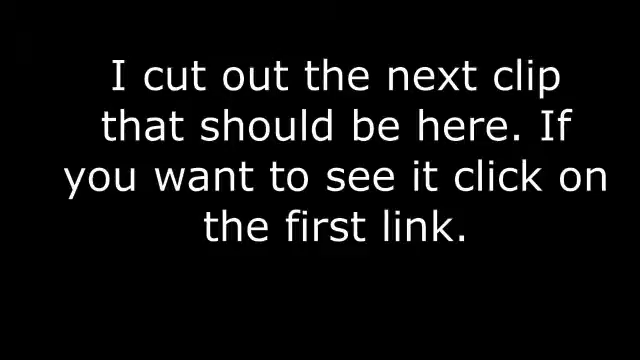 I cut out the next clip
that should be here. If
you want to see it click on
the first link.